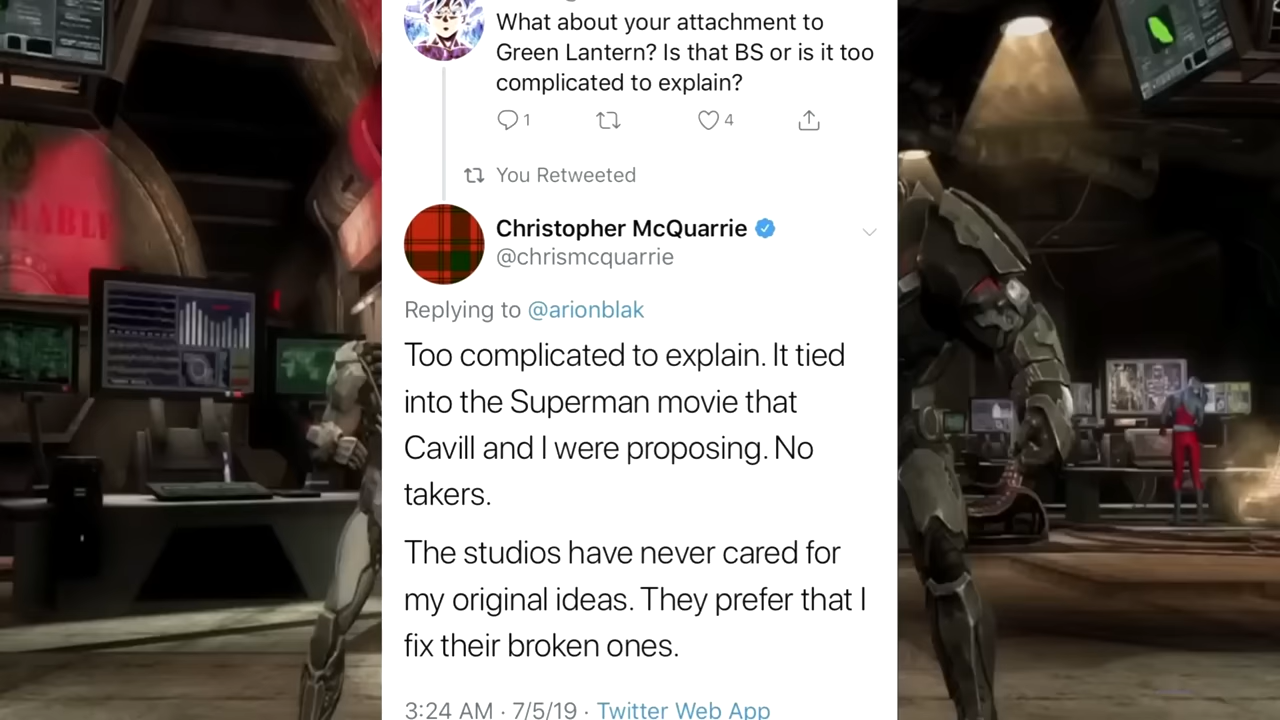 What about your attachment to
Green Lantern? Is that BS or is it too
complicated to explain?
1 4
You Retweeted
Christopher McQuarrie
@chrismcquarrie
Replying to @arionblak
Too complicated to explain. It tied
into the Superman movie that
Cavill and I were proposing. No
takers.
The studios have never cared for
my original ideas. They prefer that I
fix their broken ones.
3:24 AM · 7/5/19 · Twitter Web App